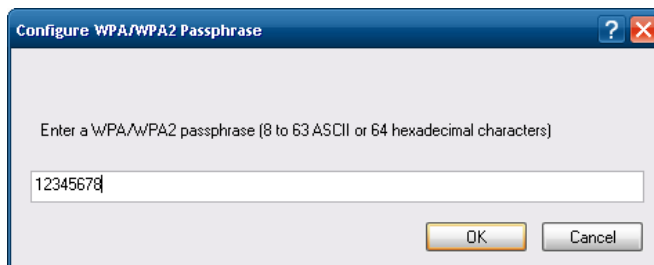 Configure WPA/WPA2 Passphrase
?
Enter a WPA/WPA2 passphrase (8 to 63 ASCII or 64 hexadecimal characters)
12345678
OK Cancel